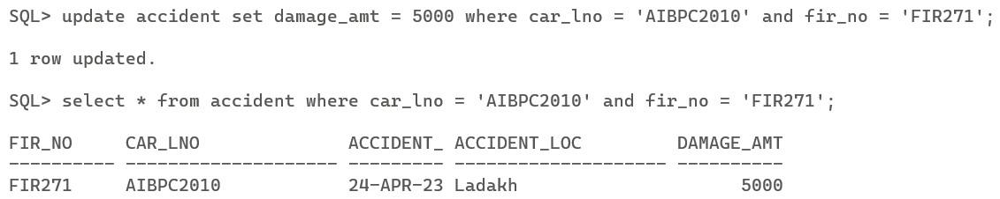 SQL> update accident set damage_amt = 5000 where car_lno = 'AIBPC2010' and fir_no = 'FIR271';
1 row updated.
SQL> select * from accident where car_lno = 'AIBPC2010' and fir_no = 'FIR271';
FIR_NO     CAR_LNO              ACCIDENT_ ACCIDENT_LOC         DAMAGE_AMT
---------- -------------------- --------- -------------------- ----------
FIR271     AIBPC2010            24-APR-23 Ladakh                     5000